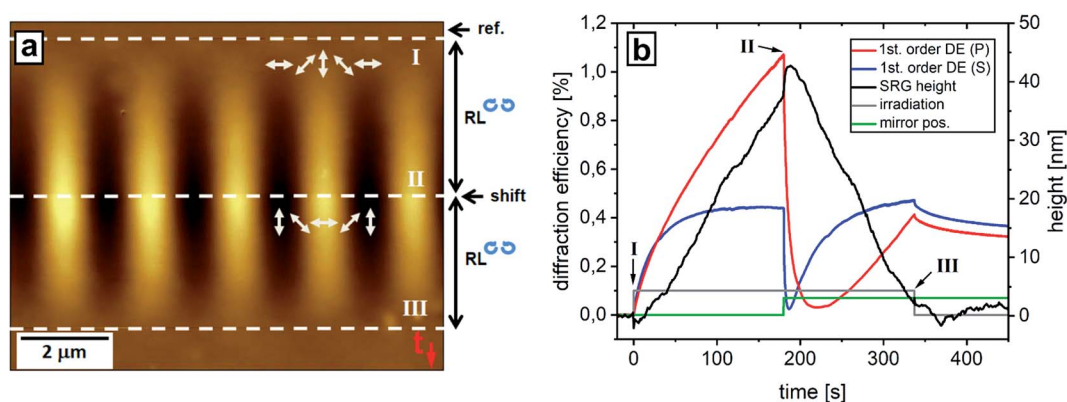 a
ref.
I
RL
II
shift
RL
III
2 µm
t
b
1,2
1,0
0,8
0,6
0,4
0,2
0,0
diffraction efficiency [%]
I
II
III
1st. order DE (P)
1st. order DE (S)
SRG height
irradiation
mirror pos.
50
40
30
20
10
0
height [nm]
0
100
200
300
400
time [s]